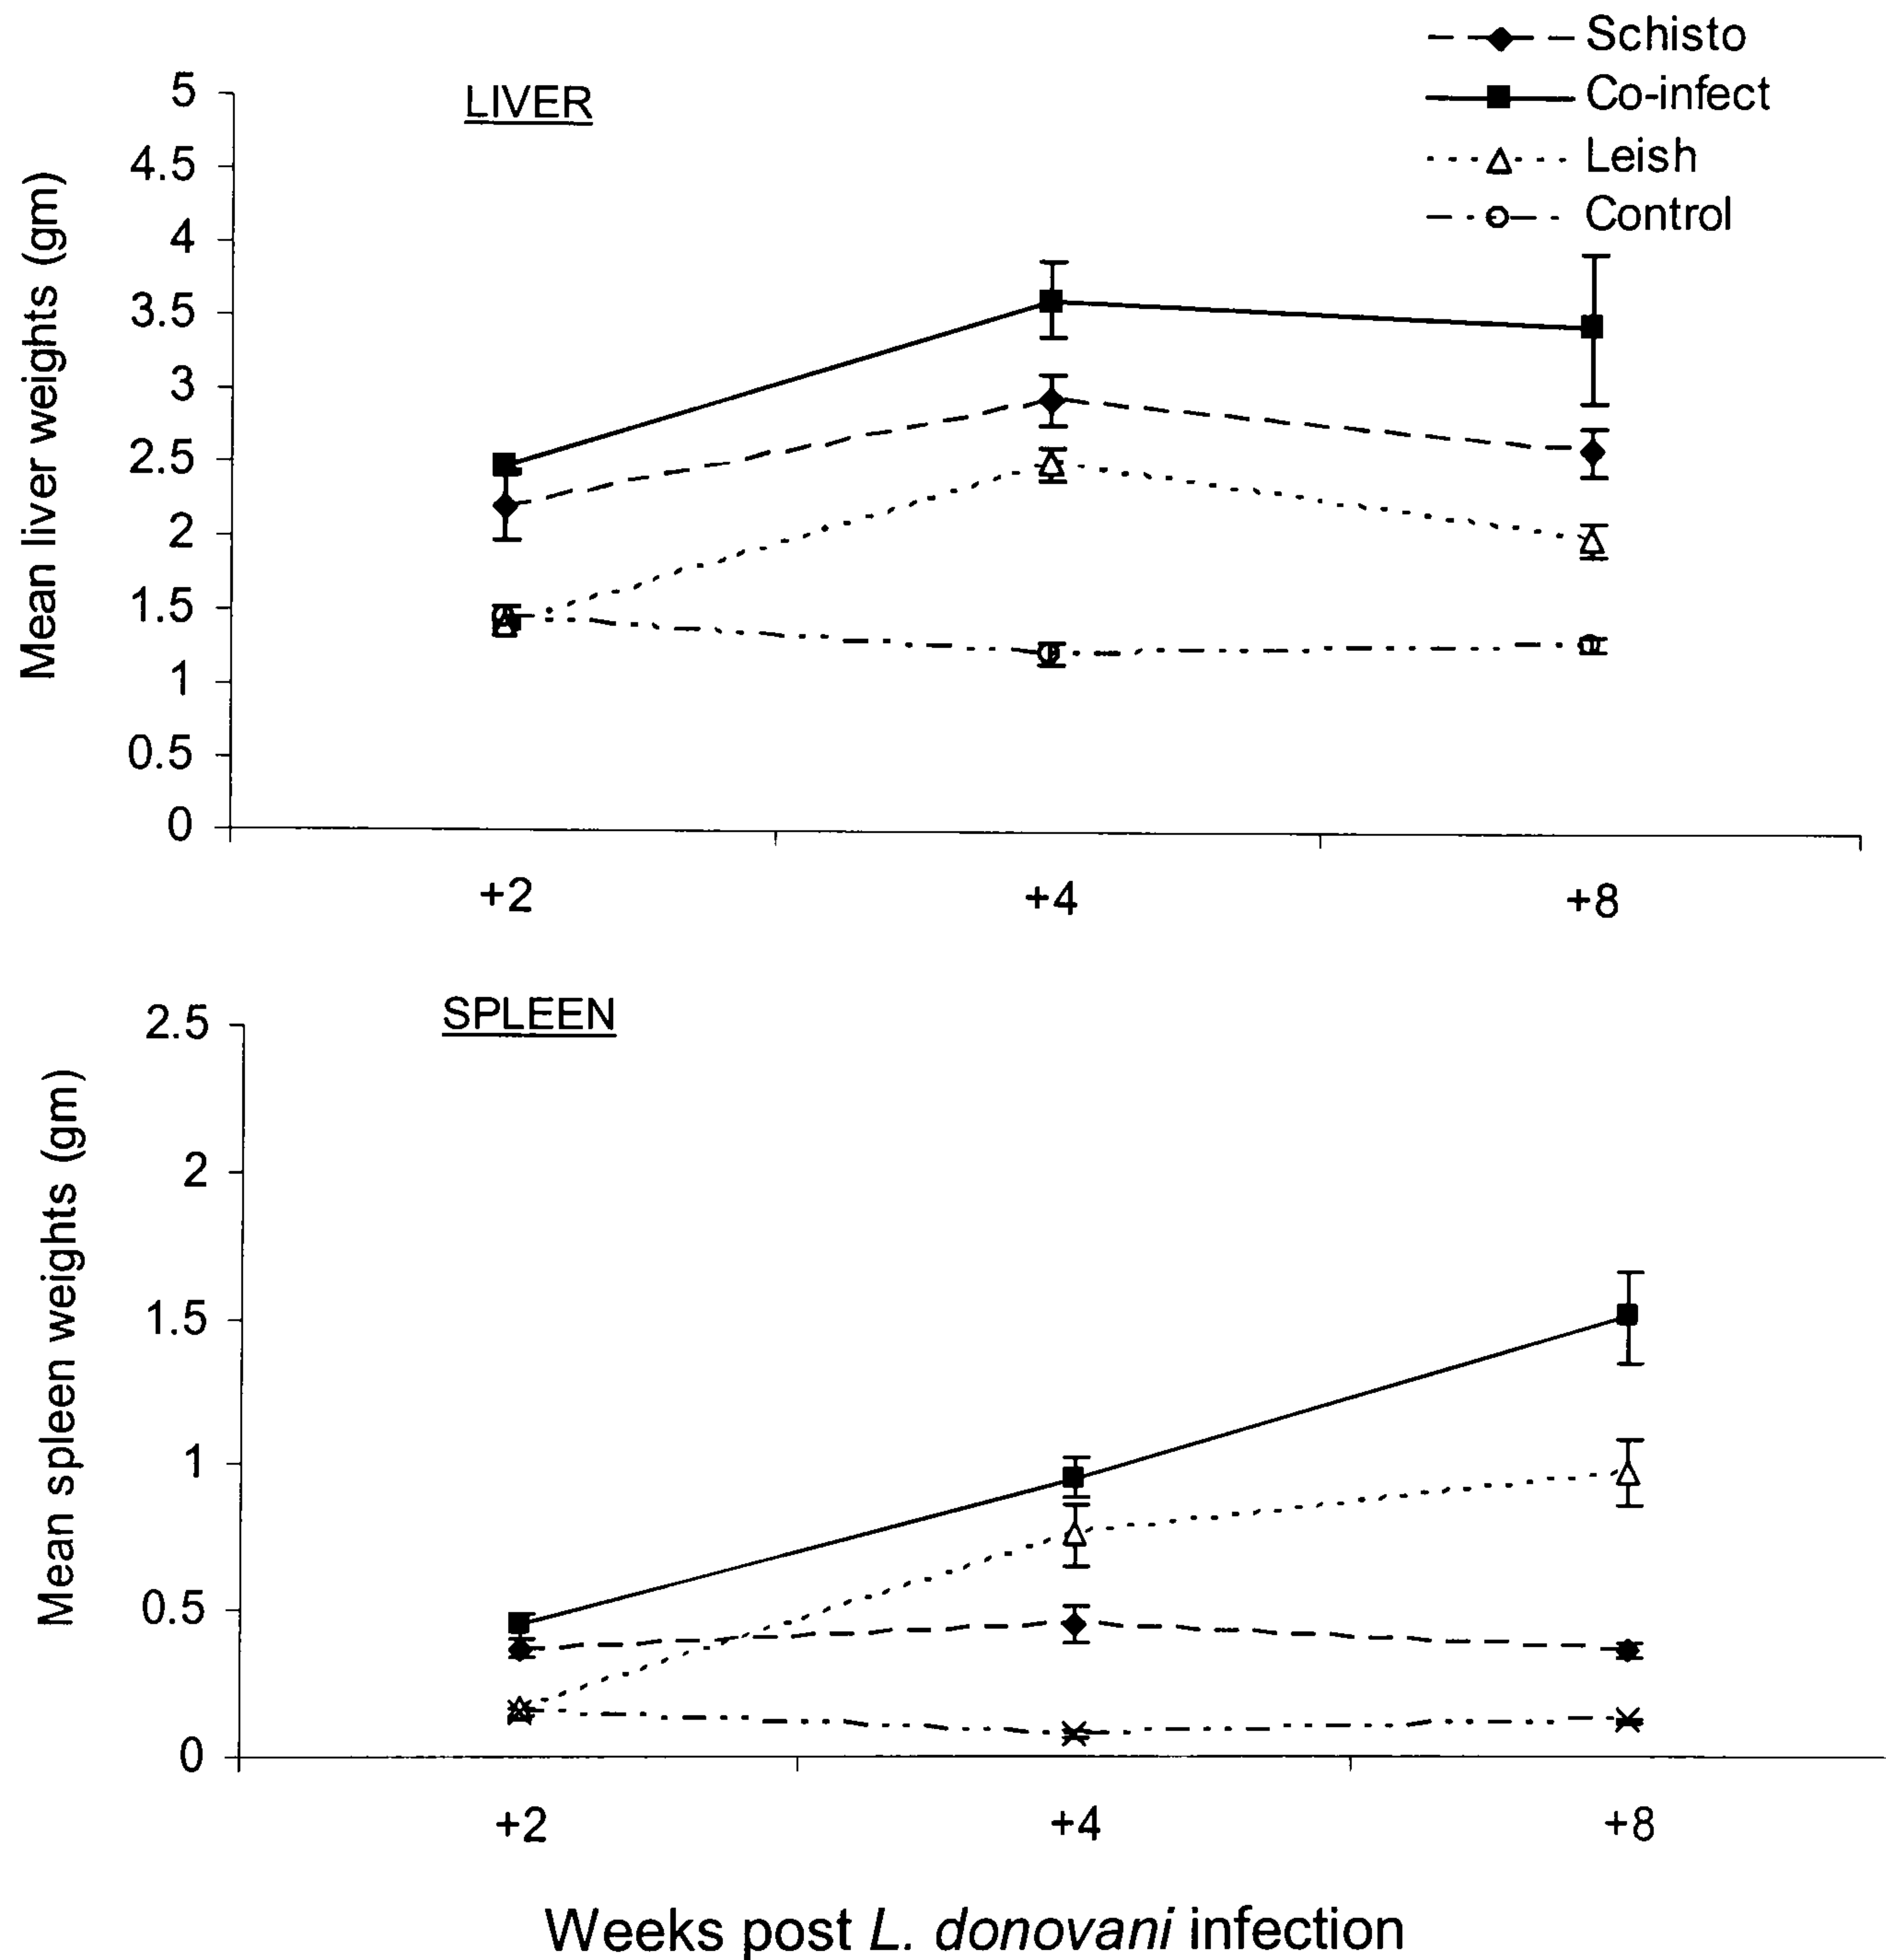 Schisto
Co-infect
Leish
Control
LIVER
Mean liver weights (gm)
5
4.5
4
3.5
3
2.5
2
1.5
1
0.5
0
+2 +4 +8
SPLEEN
Mean spleen weights (gm)
2.5
2
1.5
1
0.5
0
+2 +4 +8
Weeks post L. donovani infection